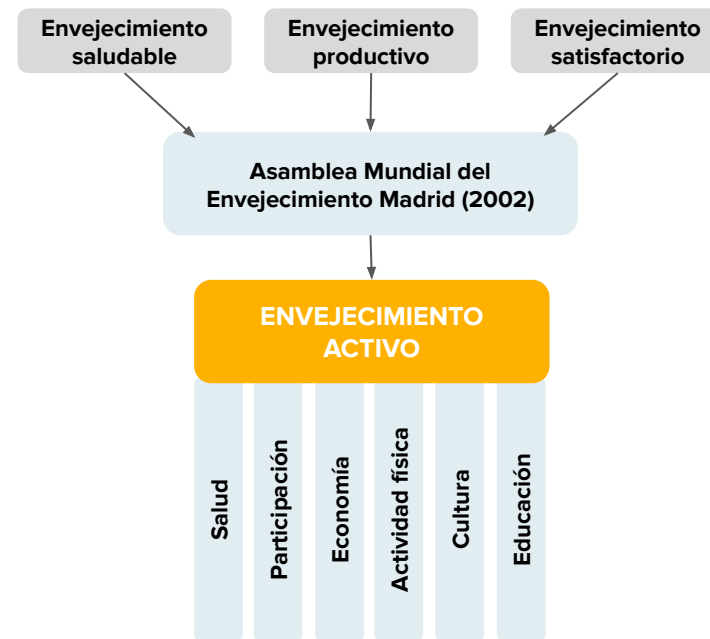 Envejecimiento
saludable
Envejecimiento
productivo
Envejecimiento
satisfactorio
Asamblea Mundial del
Envejecimiento Madrid (2002)
ENVEJECIMIENTO
ACTIVO
Salud
Participación
Economía
Actividad física
Cultura
Educación